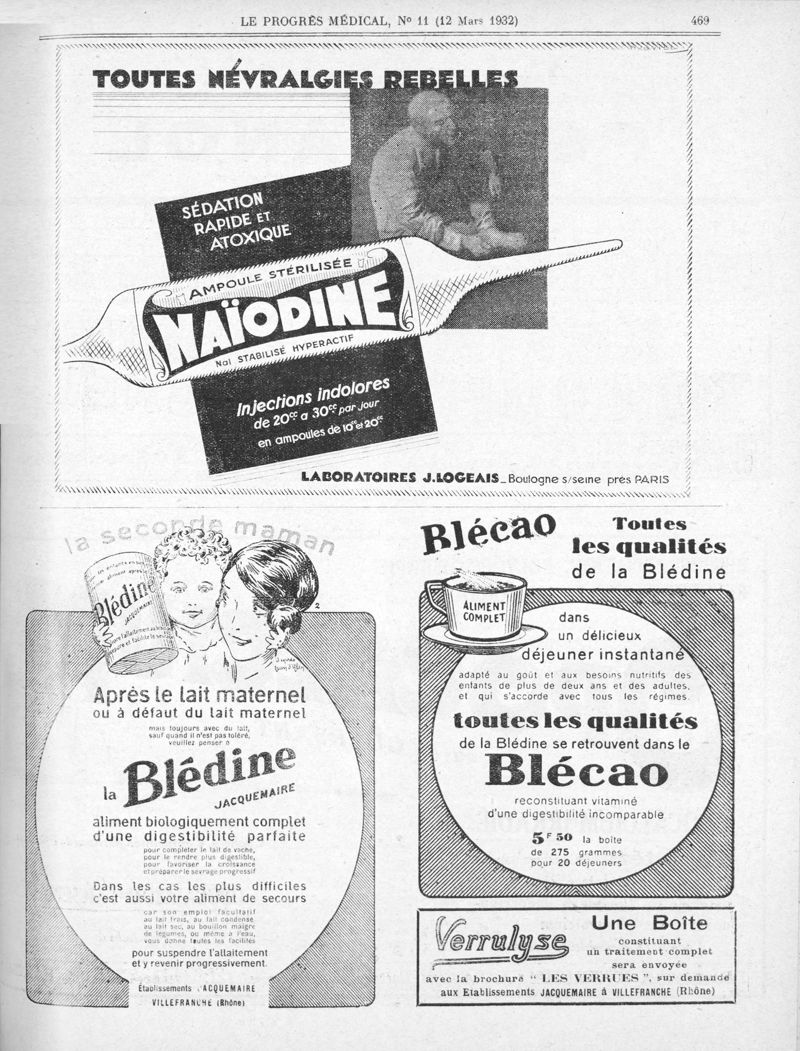 LE PROGRÈS MÉDICAL, N° 11 (12 Mars 1932) 469
TOUTES NÉVRALGIES REBELLES
SÉDATION
RAPIDE ET
ATOXIQUE
AMPOULE STÉRILISÉE
NAÏODINE
NaI STABILISÉ HYPERACTIF
Injections indolores
de 20cc a 30cc par jour
en ampoules de 10cc et 20cc
LABORATOIRES J. LOGEAIS _ Boulogne s/seine près PARIS
la seconde maman
Blédine
JACQUEMAIRE
2
Après le lait maternel
ou à défaut du lait maternel
mais toujours avec du lait,
sauf quand il n'est pas toléré,
veuillez penser à
la Blédine
JACQUEMAIRE
aliment biologiquement complet
d'une digestibilité parfaite
pour compléter le lait de vache,
pour le rendre plus digestible,
pour favoriser la croissance
et préparer le sevrage progressif
Dans les cas les plus difficiles
c'est aussi votre aliment de secours
car son emploi facultatif
au lait frais, au lait condensé
au lait sec, au bouillon maigre
de légumes, ou même à l'eau,
vous donne toutes les facilités
pour suspendre l'allaitement
et y revenir progressivement.
Établissements JACQUEMAIRE
VILLEFRANCHE (Rhône)
Blécao
Toutes
les qualités
de la Blédine
ALIMENT
COMPLET
dans
un délicieux
déjeuner instantané
adapté au goût et aux besoins nutritifs des
enfants de plus de deux ans et des adultes,
et qui s'accorde avec tous les régimes.
toutes les qualités
de la Blédine se retrouvent dans le
Blécao
reconstituant vitaminé
d'une digestibilité incomparable
5F 50 la boîte
de 275 grammes
pour 20 déjeuners
Verrulyse
Une Boîte
constituant
un traitement complet
sera envoyée
avec la brochure " LES VERRUES ", sur demande
aux Etablissements JACQUEMAIRE à VILLEFRANCHE (Rhône)